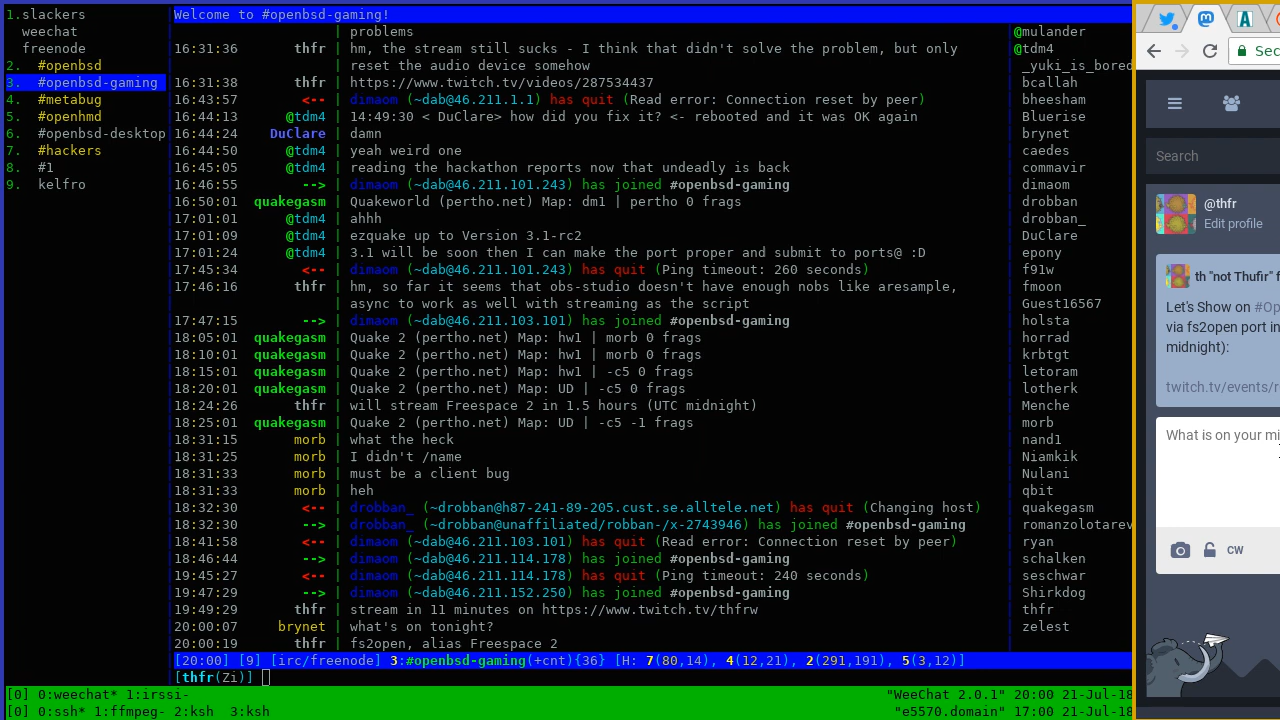 1.slackers
weechat
freenode
2. #openbsd
3. #openbsd-gaming
4. #metabug
5. #openhmd
6. #openbsd-desktop
7. #hackers
8. #1
9. kelfro
Welcome to #openbsd-gaming!
| problems
16:31:36 thfr | hm, the stream still sucks - I think that didn't solve the problem, but only
| reset the audio device somehow
16:31:38 thfr | https://www.twitch.tv/videos/287534437
16:43:57 <-- | dimaom (~dab@46.211.1.1) has quit (Read error: Connection reset by peer)
16:44:13 @tdm4 | 14:49:30 < DuClare> how did you fix it? <- rebooted and it was OK again
16:44:24 DuClare | damn
16:44:50 @tdm4 | yeah weird one
16:45:05 @tdm4 | reading the hackathon reports now that undeadly is back
16:46:55 --> | dimaom (~dab@46.211.101.243) has joined #openbsd-gaming
16:50:01 quakegasm | Quakeworld (pertho.net) Map: dm1 | pertho 0 frags
17:01:01 @tdm4 | ahhh
17:01:09 @tdm4 | ezquake up to Version 3.1-rc2
17:01:24 @tdm4 | 3.1 will be soon then I can make the port proper and submit to ports@ :D
17:45:34 <-- | dimaom (~dab@46.211.101.243) has quit (Ping timeout: 260 seconds)
17:46:16 thfr | hm, so far it seems that obs-studio doesn't have enough nobs like aresample,
| async to work as well with streaming as the script
17:47:15 --> | dimaom (~dab@46.211.103.101) has joined #openbsd-gaming
18:05:01 quakegasm | Quake 2 (pertho.net) Map: hw1 | morb 0 frags
18:10:01 quakegasm | Quake 2 (pertho.net) Map: hw1 | morb 0 frags
18:15:01 quakegasm | Quake 2 (pertho.net) Map: hw1 | -c5 0 frags
18:20:01 quakegasm | Quake 2 (pertho.net) Map: UD | -c5 0 frags
18:24:26 thfr | will stream Freespace 2 in 1.5 hours (UTC midnight)
18:25:01 quakegasm | Quake 2 (pertho.net) Map: UD | -c5 -1 frags
18:31:15 morb | what the heck
18:31:25 morb | I didn't /name
18:31:33 morb | must be a client bug
18:31:33 morb | heh
18:32:30 <-- | drobban_ (~drobban@h87-241-89-205.cust.se.alltele.net) has quit (Changing host)
18:32:30 --> | drobban_ (~drobban@unaffiliated/robban-/x-2743946) has joined #openbsd-gaming
18:41:58 <-- | dimaom (~dab@46.211.103.101) has quit (Read error: Connection reset by peer)
18:46:44 --> | dimaom (~dab@46.211.114.178) has joined #openbsd-gaming
19:45:27 <-- | dimaom (~dab@46.211.114.178) has quit (Ping timeout: 240 seconds)
19:47:29 --> | dimaom (~dab@46.211.152.250) has joined #openbsd-gaming
19:49:29 thfr | stream in 11 minutes on https://www.twitch.tv/thfrw
20:00:07 brynet | what's on tonight?
20:00:19 thfr | fs2open, alias Freespace 2
@mulander
@tdm4
_yuki_is_bored
bcallah
bheesham
Bluerise
brynet
caedes
commavir
dimaom
drobban
drobban_
DuClare
epony
f91w
fmoon
Guest16567
holsta
horrad
krbtgt
letoram
lotherk
Menche
morb
nand1
Niamkik
Nulani
qbit
quakegasm
romanzolotarev
ryan
schalken
seschwar
Shirkdog
thfr
zelest
[20:00] [9] [irc/freenode] 3:#openbsd-gaming(+cnt){36} [H: 7(80,14), 4(12,21), 2(291,191), 5(3,12)]
[thfr(Zi)]
[0] 0:weechat* 1:irssi- "WeeChat 2.0.1" 20:00 21-Jul-18
[0] 0:ssh* 1:ffmpeg- 2:ksh 3:ksh "e5570.domain" 17:00 21-Jul-18
Sec
Search
@thfr
Edit profile
th "not Thufir" f
Let's Show on #Op
via fs2open port in
midnight):
twitch.tv/events/r
What is on your mi
CW